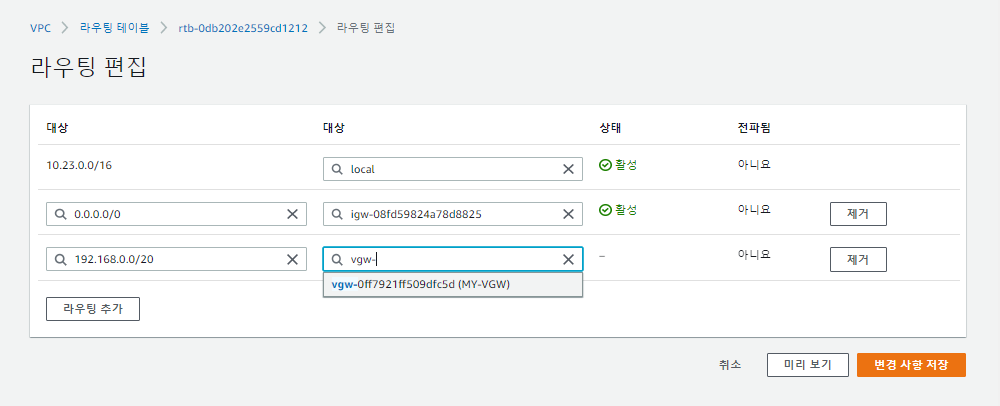 VPC > 라우팅 테이블 > rtb-0db202e2559cd1212 > 라우팅 편집
라우팅 편집
대상 대상 상태 전파됨
10.23.0.0/16 local 활성 아니요
0.0.0.0/0 igw-08fd59824a78d8825 활성 아니요 제거
192.168.0.0/20 vgw- – 아니요 제거
vgw-0ff7921ff509dfc5d (MY-VGW)
라우팅 추가
취소 미리 보기 변경 사항 저장